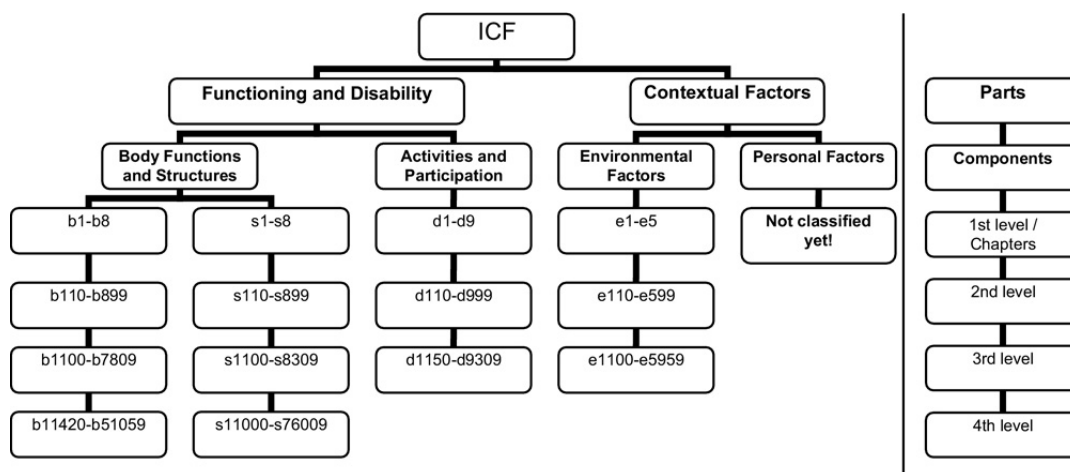 ICF
Functioning and Disability
Contextual Factors
Parts
Body Functions
and Structures
Activities and
Participation
Environmental
Factors
Personal Factors
Components
b1-b8
s1-s8
d1-d9
e1-e5
Not classified
yet!
1st level /
Chapters
b110-b899
s110-s899
d110-d999
e110-e599
2nd level
b1100-b7809
s1100-s8309
d1150-d9309
e1100-e5959
3rd level
b11420-b51059
s11000-s76009
4th level